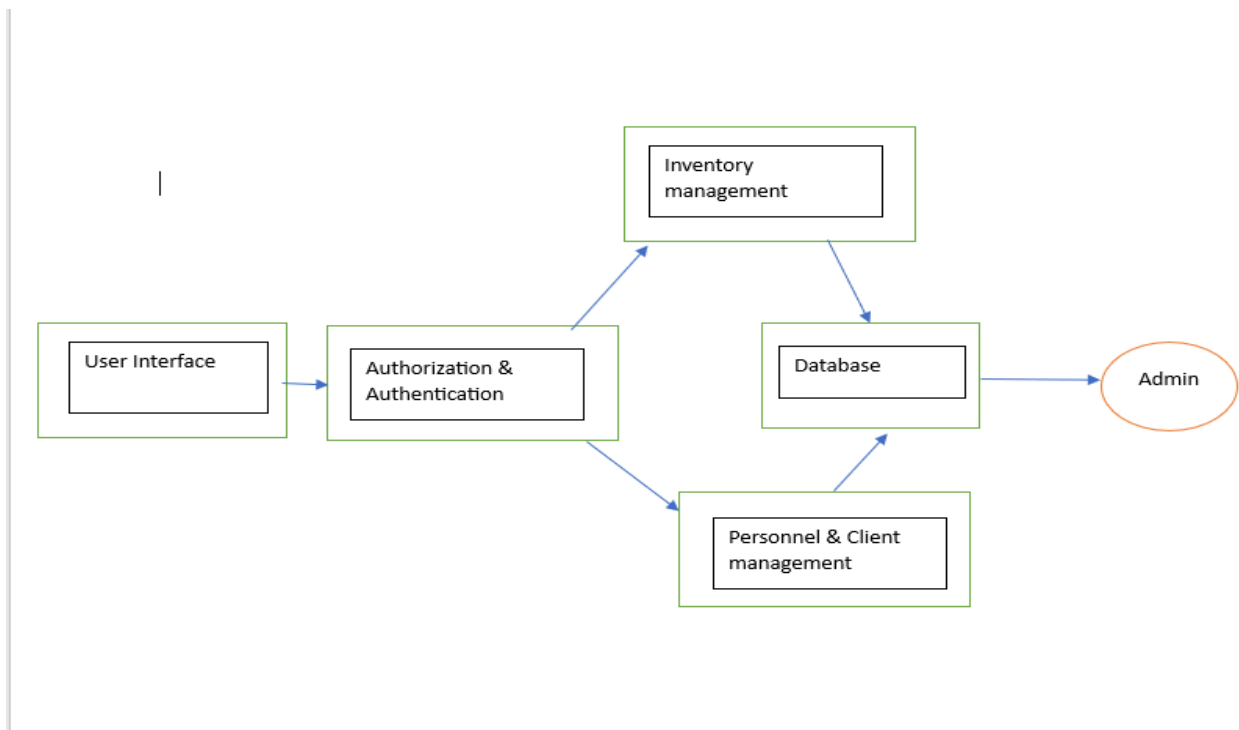 Inventory
management
User Interface
Authorization &
Authentication
Database
Admin
Personnel & Client
management